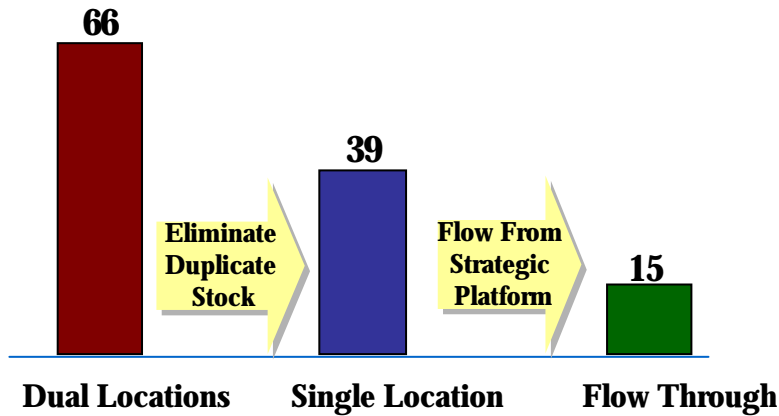 66
39
15
Eliminate
Duplicate
Stock
Flow From
Strategic
Platform
Dual Locations
Single Location
Flow Through